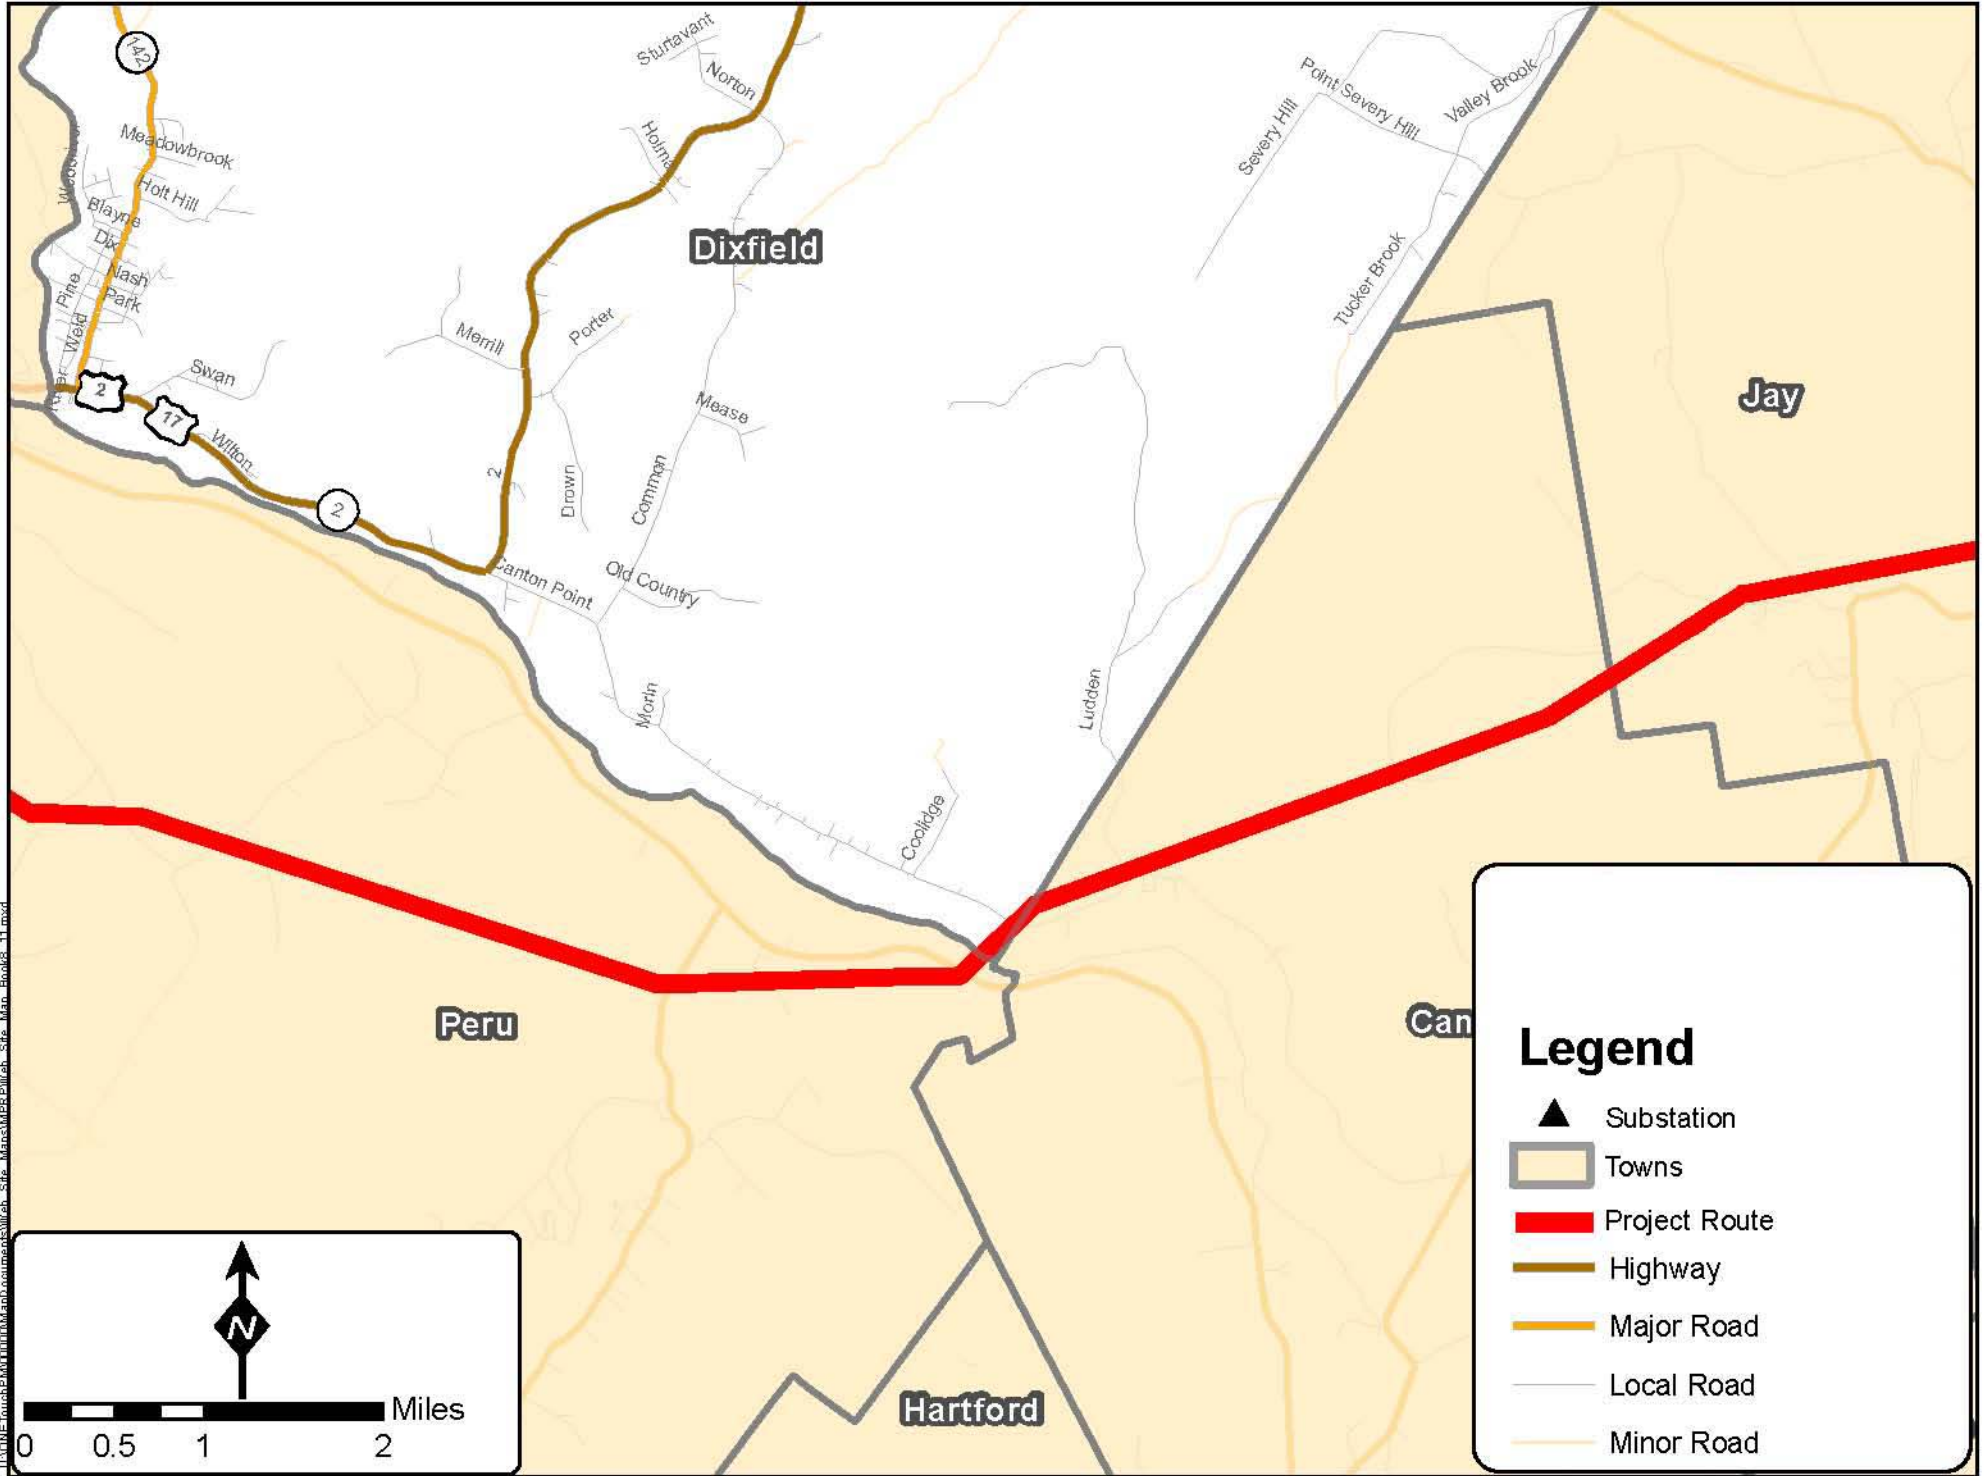 142
Sturtavant
Norton
Point Severy Hill
Valley Brook
Meadowbrook
Holt Hill
Severy Hill
Blayne
Dix
Dixfield
Nash
Park
Pine
Weld
Tucker Brook
Porter
Merrill
Swan
2
17
Wilton
Jay
Mease
2
2
Drown
Common
Canton Point
Old Country
Morin
Ludden
Coolidge
Peru
Can
Hartford
Legend
Substation
Towns
Project Route
Highway
Major Road
Local Road
Minor Road
N
Miles
0 0.5 1 2